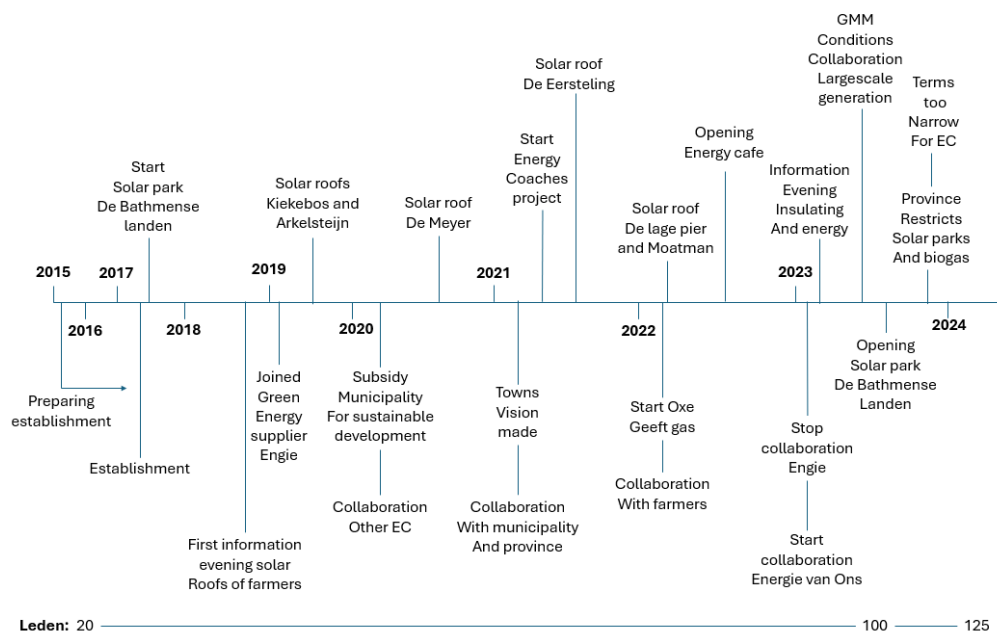 GMM
Conditions
Collaboration
Largescale
generation
Solar roof
De Eersteling
Terms
too
Narrow
For EC
Opening
Energy cafe
Start
Energy
Coaches
project
Start
Solar park
De Bathmense
landen
Solar roofs
Kiekebos and
Arkelsteijn
Solar roof
De Meyer
Solar roof
De lage pier
and Moatman
Information
Evening
Insulating
And energy
Province
Restricts
Solar parks
And biogas
2015
2017
2019
2021
2023
2016
2018
2020
2022
2024
Preparing
establishment
Establishment
First information
evening solar
Roofs of farmers
Joined
Green
Energy
supplier
Engie
Subsidy
Municipality
For sustainable
development
Collaboration
Other EC
Towns
Vision
made
Collaboration
With municipality
And province
Start Oxe
Geeft gas
Collaboration
With farmers
Stop
collaboration
Engie
Start
collaboration
Energie van Ons
Opening
Solar park
De Bathmense
Landen
Leden: 20 100 125